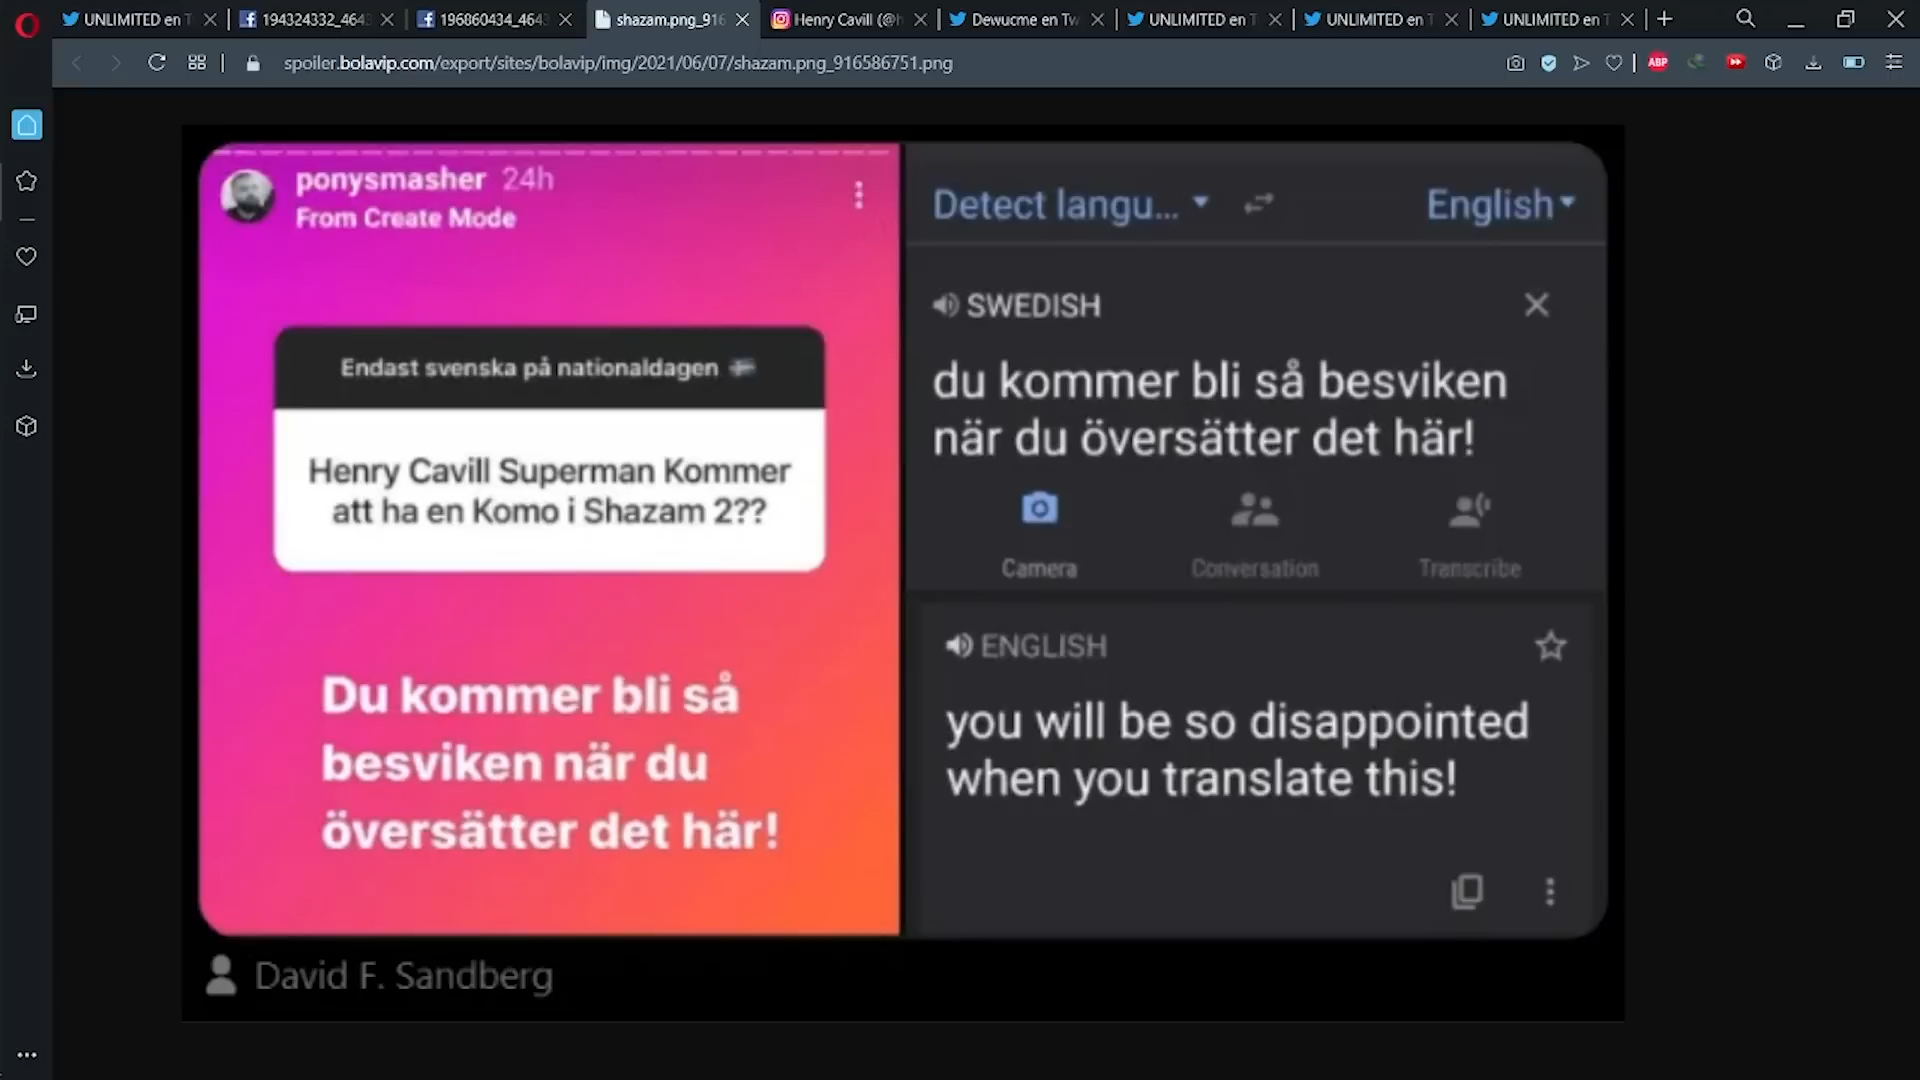 UNLIMITED en T
194324332_4643
196060434_4643
shazam.png_916
Henry Cavill (@h
Dewucme en Tw
UNLIMITED en T
UNLIMITED en T
UNLIMITED en T
spoiler.bolavip.com/export/sites/bolavip/img/2021/06/07/shazam.png_916586751.png
ABP
ponysmasher 24h
From Create Mode
Endast svenska på nationaldagen
Henry Cavill Superman Kommer
att ha en Komo i Shazam 2??
Du kommer bli så
besviken när du
översätter det här!
Detect langu...
English
SWEDISH
du kommer bli så besviken
när du översätter det här!
Camera
Conversation
Transcribe
ENGLISH
you will be so disappointed
when you translate this!
David F. Sandberg